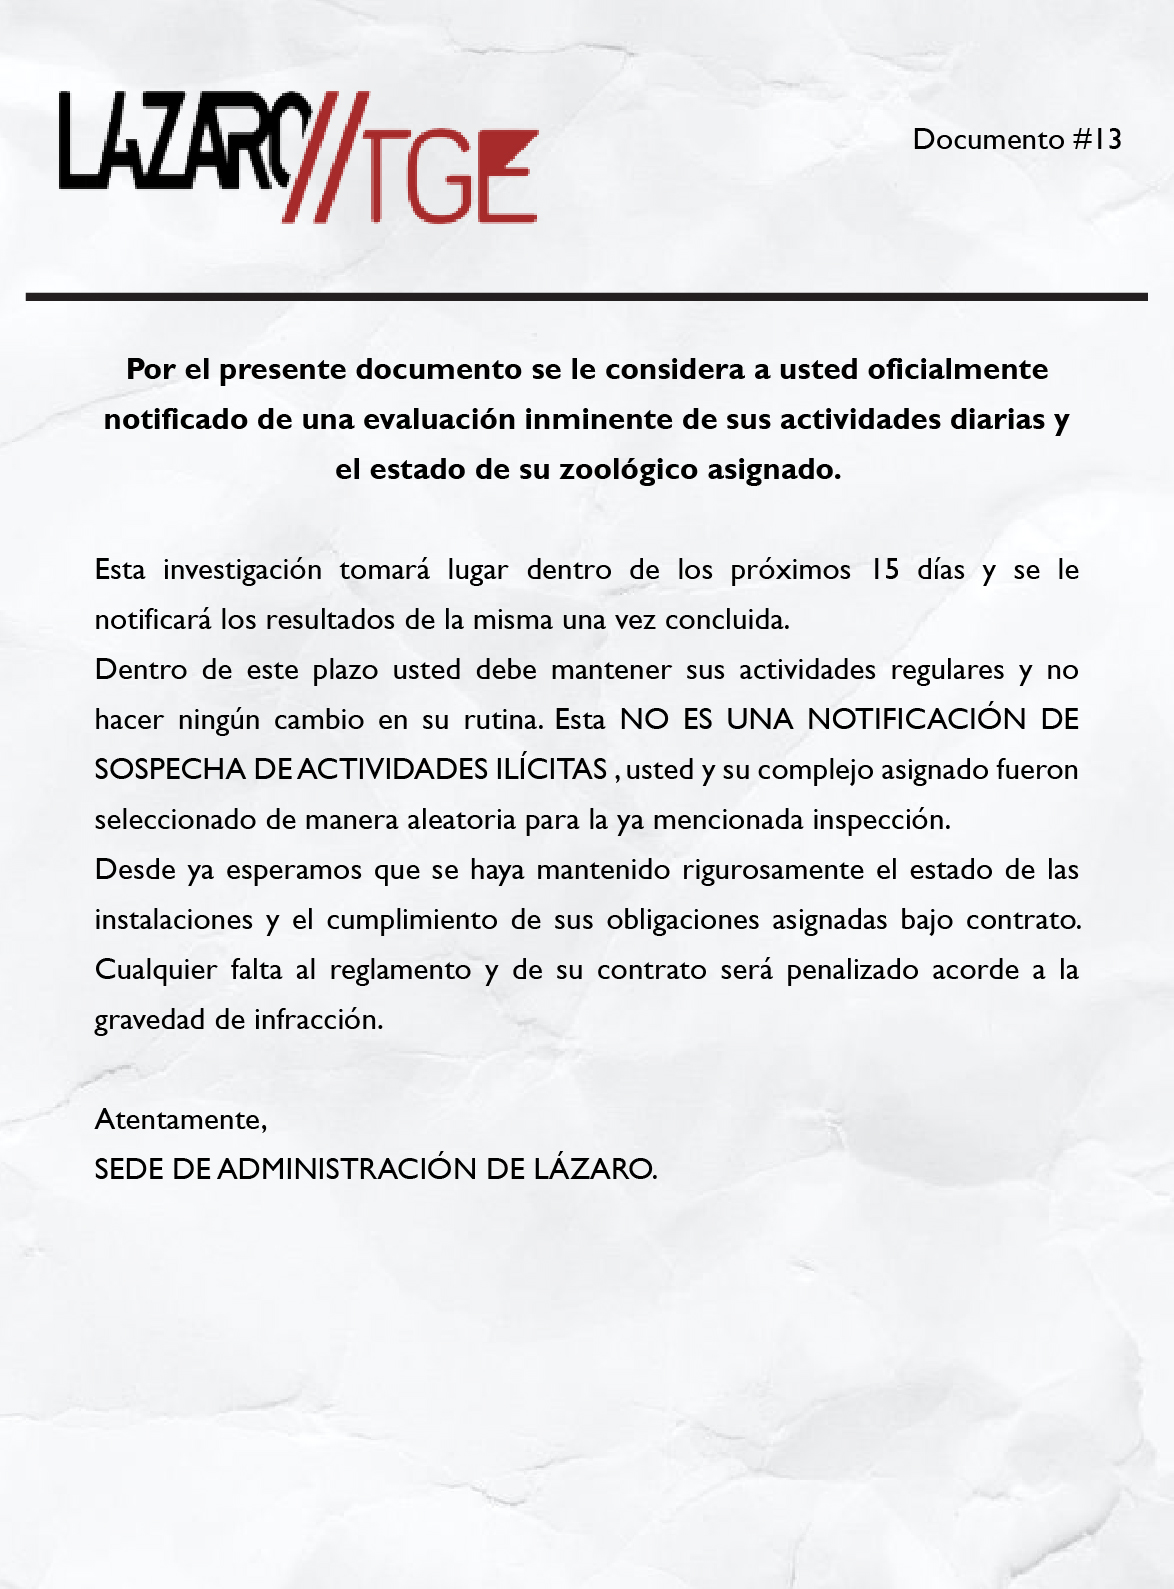 LAZARO//TGE
Documento #13
Por el presente documento se le considera a usted oficialmente
notificado de una evaluación inminente de sus actividades diarias y
el estado de su zoológico asignado.
Esta investigación tomará lugar dentro de los próximos 15 días y se le
notificará los resultados de la misma una vez concluida.
Dentro de este plazo usted debe mantener sus actividades regulares y no
hacer ningún cambio en su rutina. Esta NO ES UNA NOTIFICACIÓN DE
SOSPECHA DE ACTIVIDADES ILÍCITAS , usted y su complejo asignado fueron
seleccionado de manera aleatoria para la ya mencionada inspección.
Desde ya esperamos que se haya mantenido rigurosamente el estado de las
instalaciones y el cumplimiento de sus obligaciones asignadas bajo contrato.
Cualquier falta al reglamento y de su contrato será penalizado acorde a la
gravedad de infracción.
Atentamente,
SEDE DE ADMINISTRACIÓN DE LÁZARO.